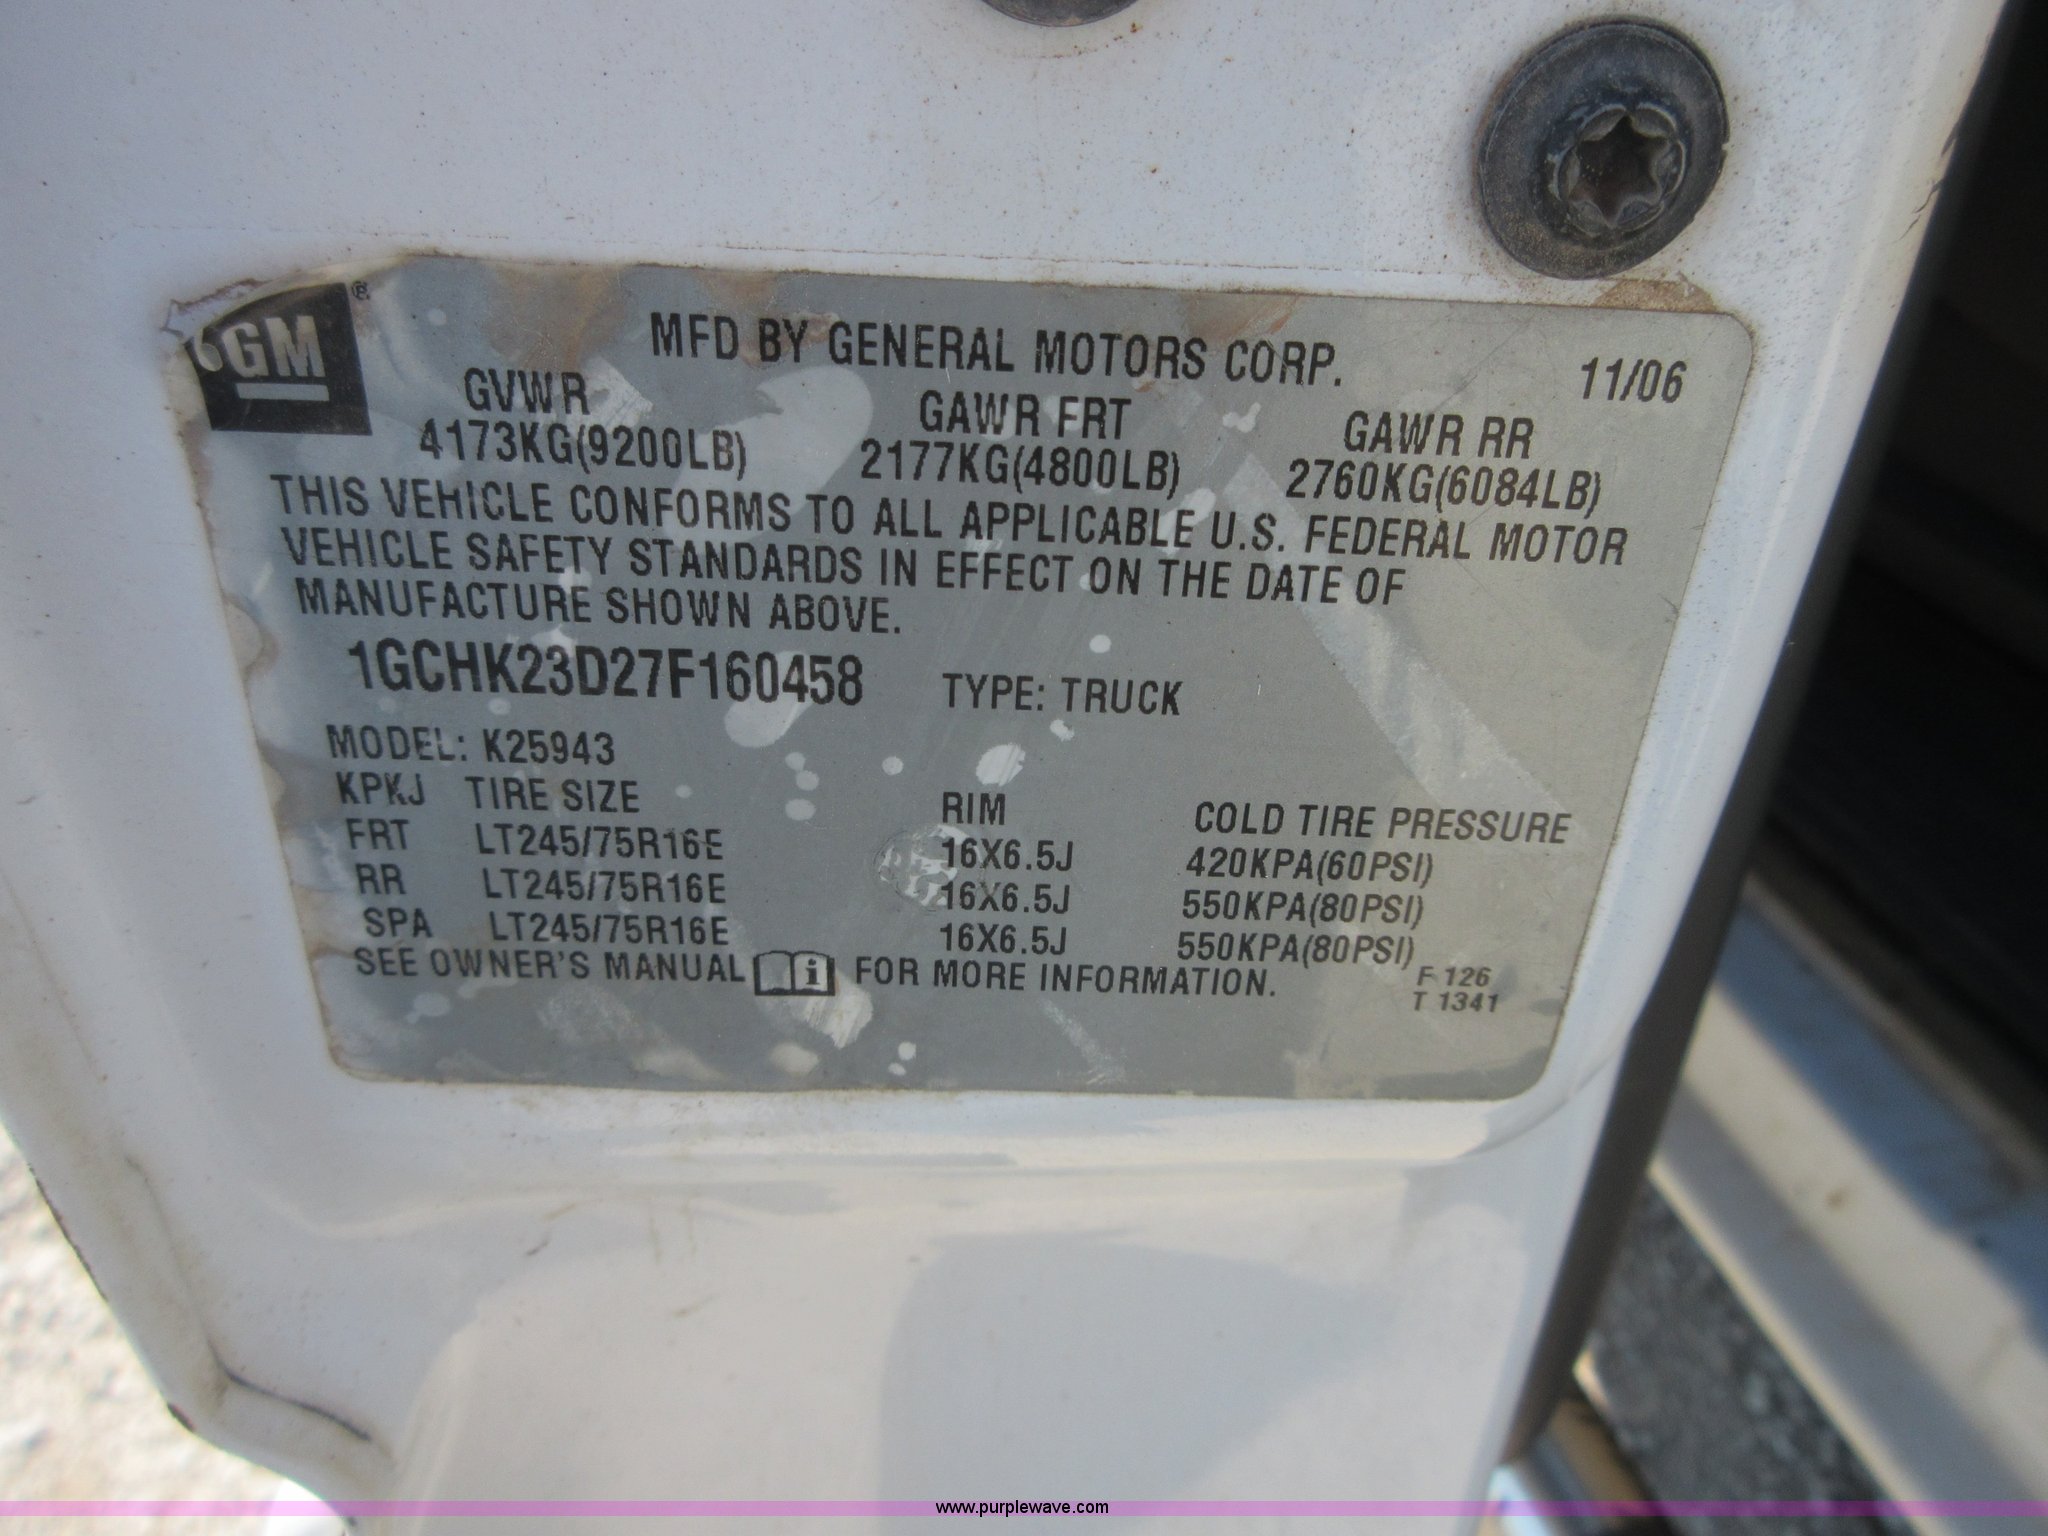 GM ®
MFD BY GENERAL MOTORS CORP. 11/06
GVWR GAWR FRT GAWR RR
4173KG(9200LB) 2177KG(4800LB) 2760KG(6084LB)
THIS VEHICLE CONFORMS TO ALL APPLICABLE U.S. FEDERAL MOTOR
VEHICLE SAFETY STANDARDS IN EFFECT ON THE DATE OF
MANUFACTURE SHOWN ABOVE.
1GCHK23D27F160458 TYPE: TRUCK
MODEL: K25943
KPKJ TIRE SIZE RIM COLD TIRE PRESSURE
FRT LT245/75R16E 16X6.5J 420KPA(60PSI)
RR LT245/75R16E 16X6.5J 550KPA(80PSI)
SPA LT245/75R16E 16X6.5J 550KPA(80PSI)
SEE OWNER'S MANUAL i FOR MORE INFORMATION.
F 126
T 1341
www.purplewave.com